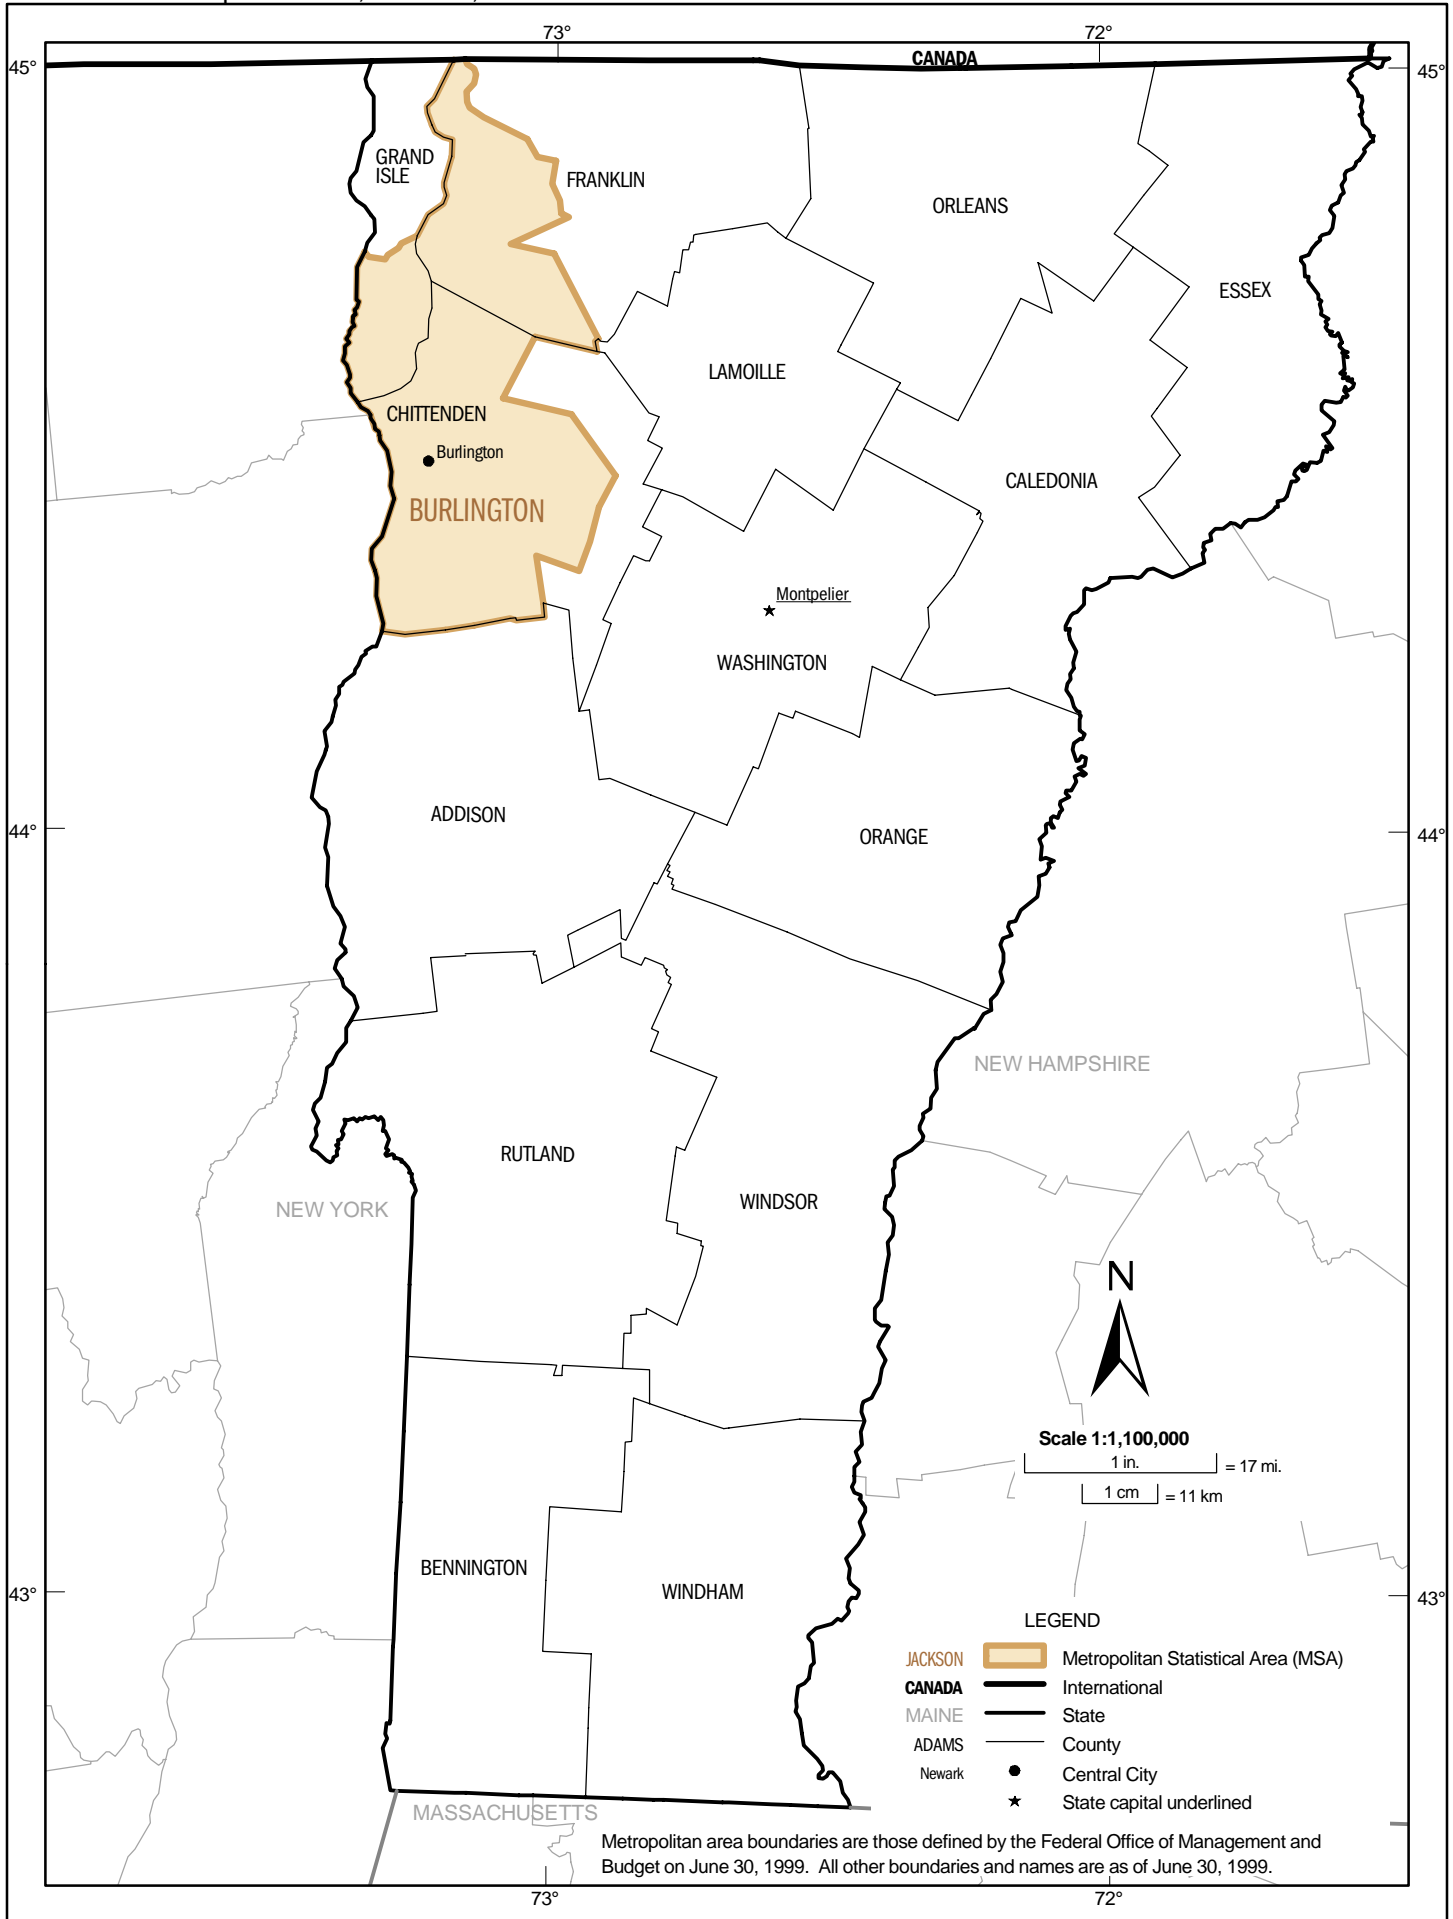 73°
72°
45°
CANADA
45°
GRAND
ISLE
FRANKLIN
ORLEANS
ESSEX
LAMOILLE
CHITTENDEN
Burlington
CALEDONIA
BURLINGTON
Montpelier
WASHINGTON
ADDISON
44°
ORANGE
44°
NEW HAMPSHIRE
RUTLAND
WINDSOR
NEW YORK
N
Scale 1:1,100,000
1 in.
= 17 mi.
1 cm
= 11 km
BENNINGTON
WINDHAM
43°
43°
LEGEND
JACKSON Metropolitan Statistical Area (MSA)
CANADA International
MAINE State
ADAMS County
Newark Central City
State capital underlined
MASSACHUSETTS
Metropolitan area boundaries are those defined by the Federal Office of Management and
Budget on June 30, 1999. All other boundaries and names are as of June 30, 1999.
73°
72°